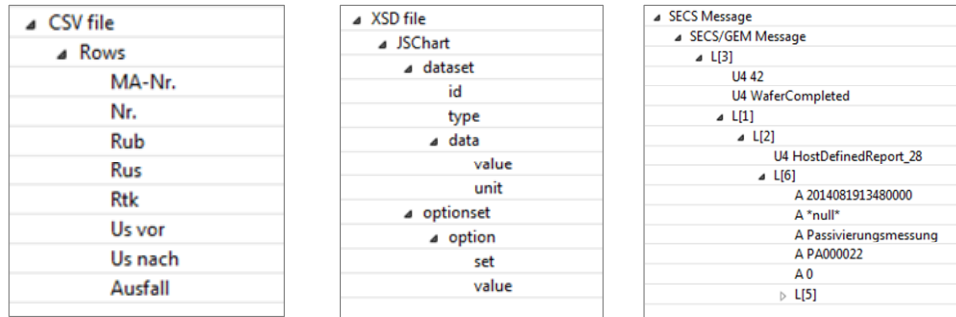 CSV file
Rows
MA-Nr.
Nr.
Rub
Rus
Rtk
Us vor
Us nach
Ausfall
XSD file
JSChart
dataset
id
type
data
value
unit
optionset
option
set
value
SECS Message
SECS/GEM Message
L[3]
U4 42
U4 WaferCompleted
L[1]
L[2]
U4 HostDefinedReport_28
L[6]
A 2014081913480000
A *null*
A Passivierungsmessung
A PA000022
A 0
L[5]